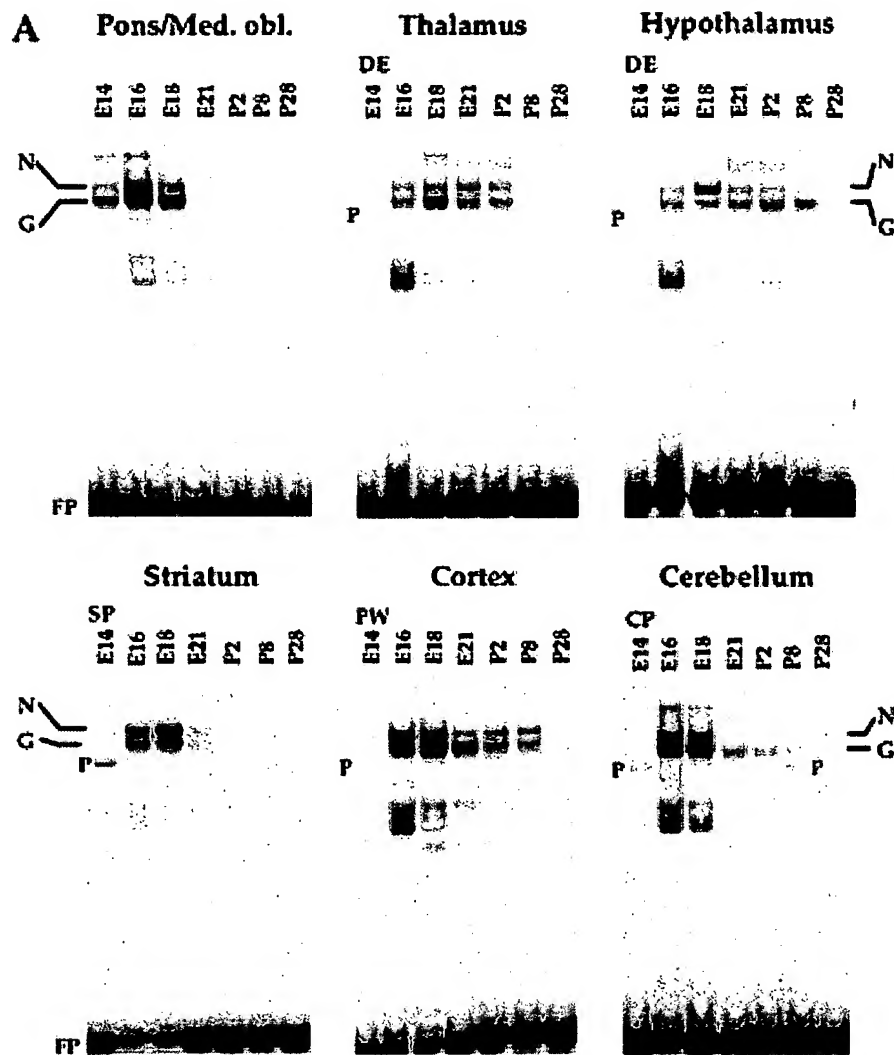 A
Pons/Med. obl. Thalamus Hypothalamus
DE DE
E14 E16 E18 E21 P2 P8 P28 E14 E16 E18 E21 P2 P8 P28 E14 E16 E18 E21 P2 P8 P28
N N
P P
G G
FP
Striatum Cortex Cerebellum
SP PW CP
E14 E16 E18 E21 P2 P8 P28 E14 E16 E18 E21 P2 P8 P28 E14 E16 E18 E21 P2 P8 P28
N N
G G
P P P P
FP